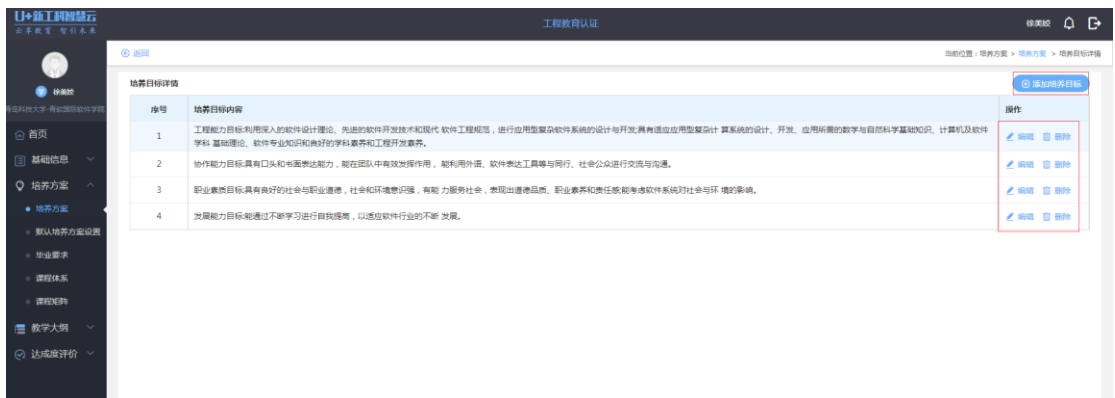 U+新工科智慧云
云享教育 智引未来
工程教育认证
徐美姣
返回
当前位置：培养方案 > 培养方案 > 培养目标详情
徐美姣
青岛科技大学-青软国际软件学院
首页
基础信息
培养方案
培养方案
默认培养方案设置
毕业要求
课程体系
课程矩阵
教学大纲
达成度评价
培养目标详情
添加培养目标
序号 培养目标内容 操作
1 工程能力目标:利用深入的软件设计理论、先进的软件开发技术和现代 软件工程规范，进行应用型复杂软件系统的设计与开发;具有适应应用型复杂计 算系统的设计、开发、应用所需的数学与自然科学基础知识、计算机及软件
学科 基础理论、软件专业知识和良好的学科素养和工程开发素养。 编辑 删除
2 协作能力目标:具有口头和书面表达能力，能在团队中有效发挥作用， 能利用外语、软件表达工具等与同行、社会公众进行交流与沟通。 编辑 删除
3 职业素质目标:具有良好的社会与职业道德，社会和环境意识强，有能 力服务社会，表现出道德品质、职业素养和责任感;能考虑软件系统对社会与环 境的影响。 编辑 删除
4 发展能力目标:能通过不断学习进行自我提高，以适应软件行业的不断 发展。 编辑 删除